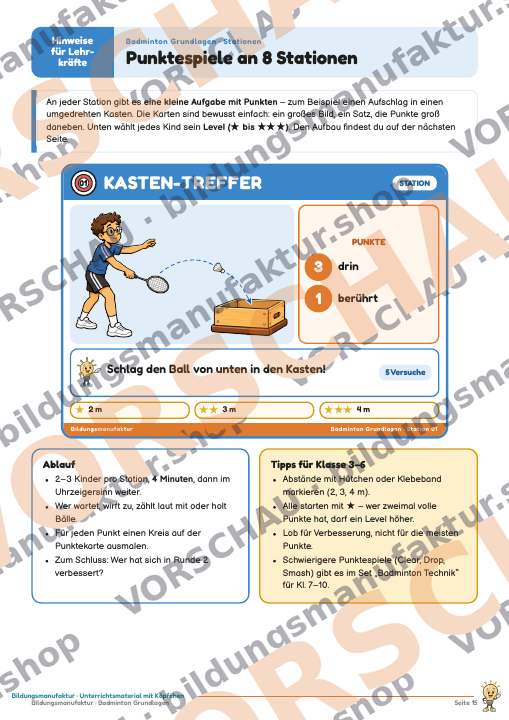 Hinweise
für Lehr-
kräfte
Badminton Grundlagen · Stationen
Punktespiele an 8 Stationen
An jeder Station gibt es eine kleine Aufgabe mit Punkten – zum Beispiel einen Aufschlag in einen
umgedrehten Kasten. Die Karten sind bewusst einfach: ein großes Bild, ein Satz, die Punkte groß
daneben. Unten wählt jedes Kind sein Level (★ bis ★★★). Den Aufbau findest du auf der nächsten
Seite.
01 KASTEN-TREFFER STATION
PUNKTE
3 drin
1 berührt
Schlag den Ball von unten in den Kasten! 5 Versuche
★ 2 m ★★ 3 m ★★★ 4 m
Bildungsmanufaktur Badminton Grundlagen · Station 01
Ablauf
• 2–3 Kinder pro Station, 4 Minuten, dann im
Uhrzeigersinn weiter.
• Wer wartet, wirft zu, zählt laut mit oder holt
Bälle.
• Für jeden Punkt einen Kreis auf der
Punktekarte ausmalen.
• Zum Schluss: Wer hat sich in Runde 2
verbessert?
Tipps für Klasse 3–6
• Abstände mit Hütchen oder Klebeband
markieren (2, 3, 4 m).
• Alle starten mit ★ – wer zweimal volle
Punkte hat, darf ein Level höher.
• Lob für Verbesserung, nicht für die meisten
Punkte.
• Schwierigere Punktespiele (Clear, Drop,
Smash) gibt es im Set „Badminton Technik“
für Kl. 7–10.
Bildungsmanufaktur · Unterrichtsmaterial mit Köpfchen
Bildungsmanufaktur · Badminton Grundlagen Seite 15
VORSCHAU · bildungsmanufaktur.shop